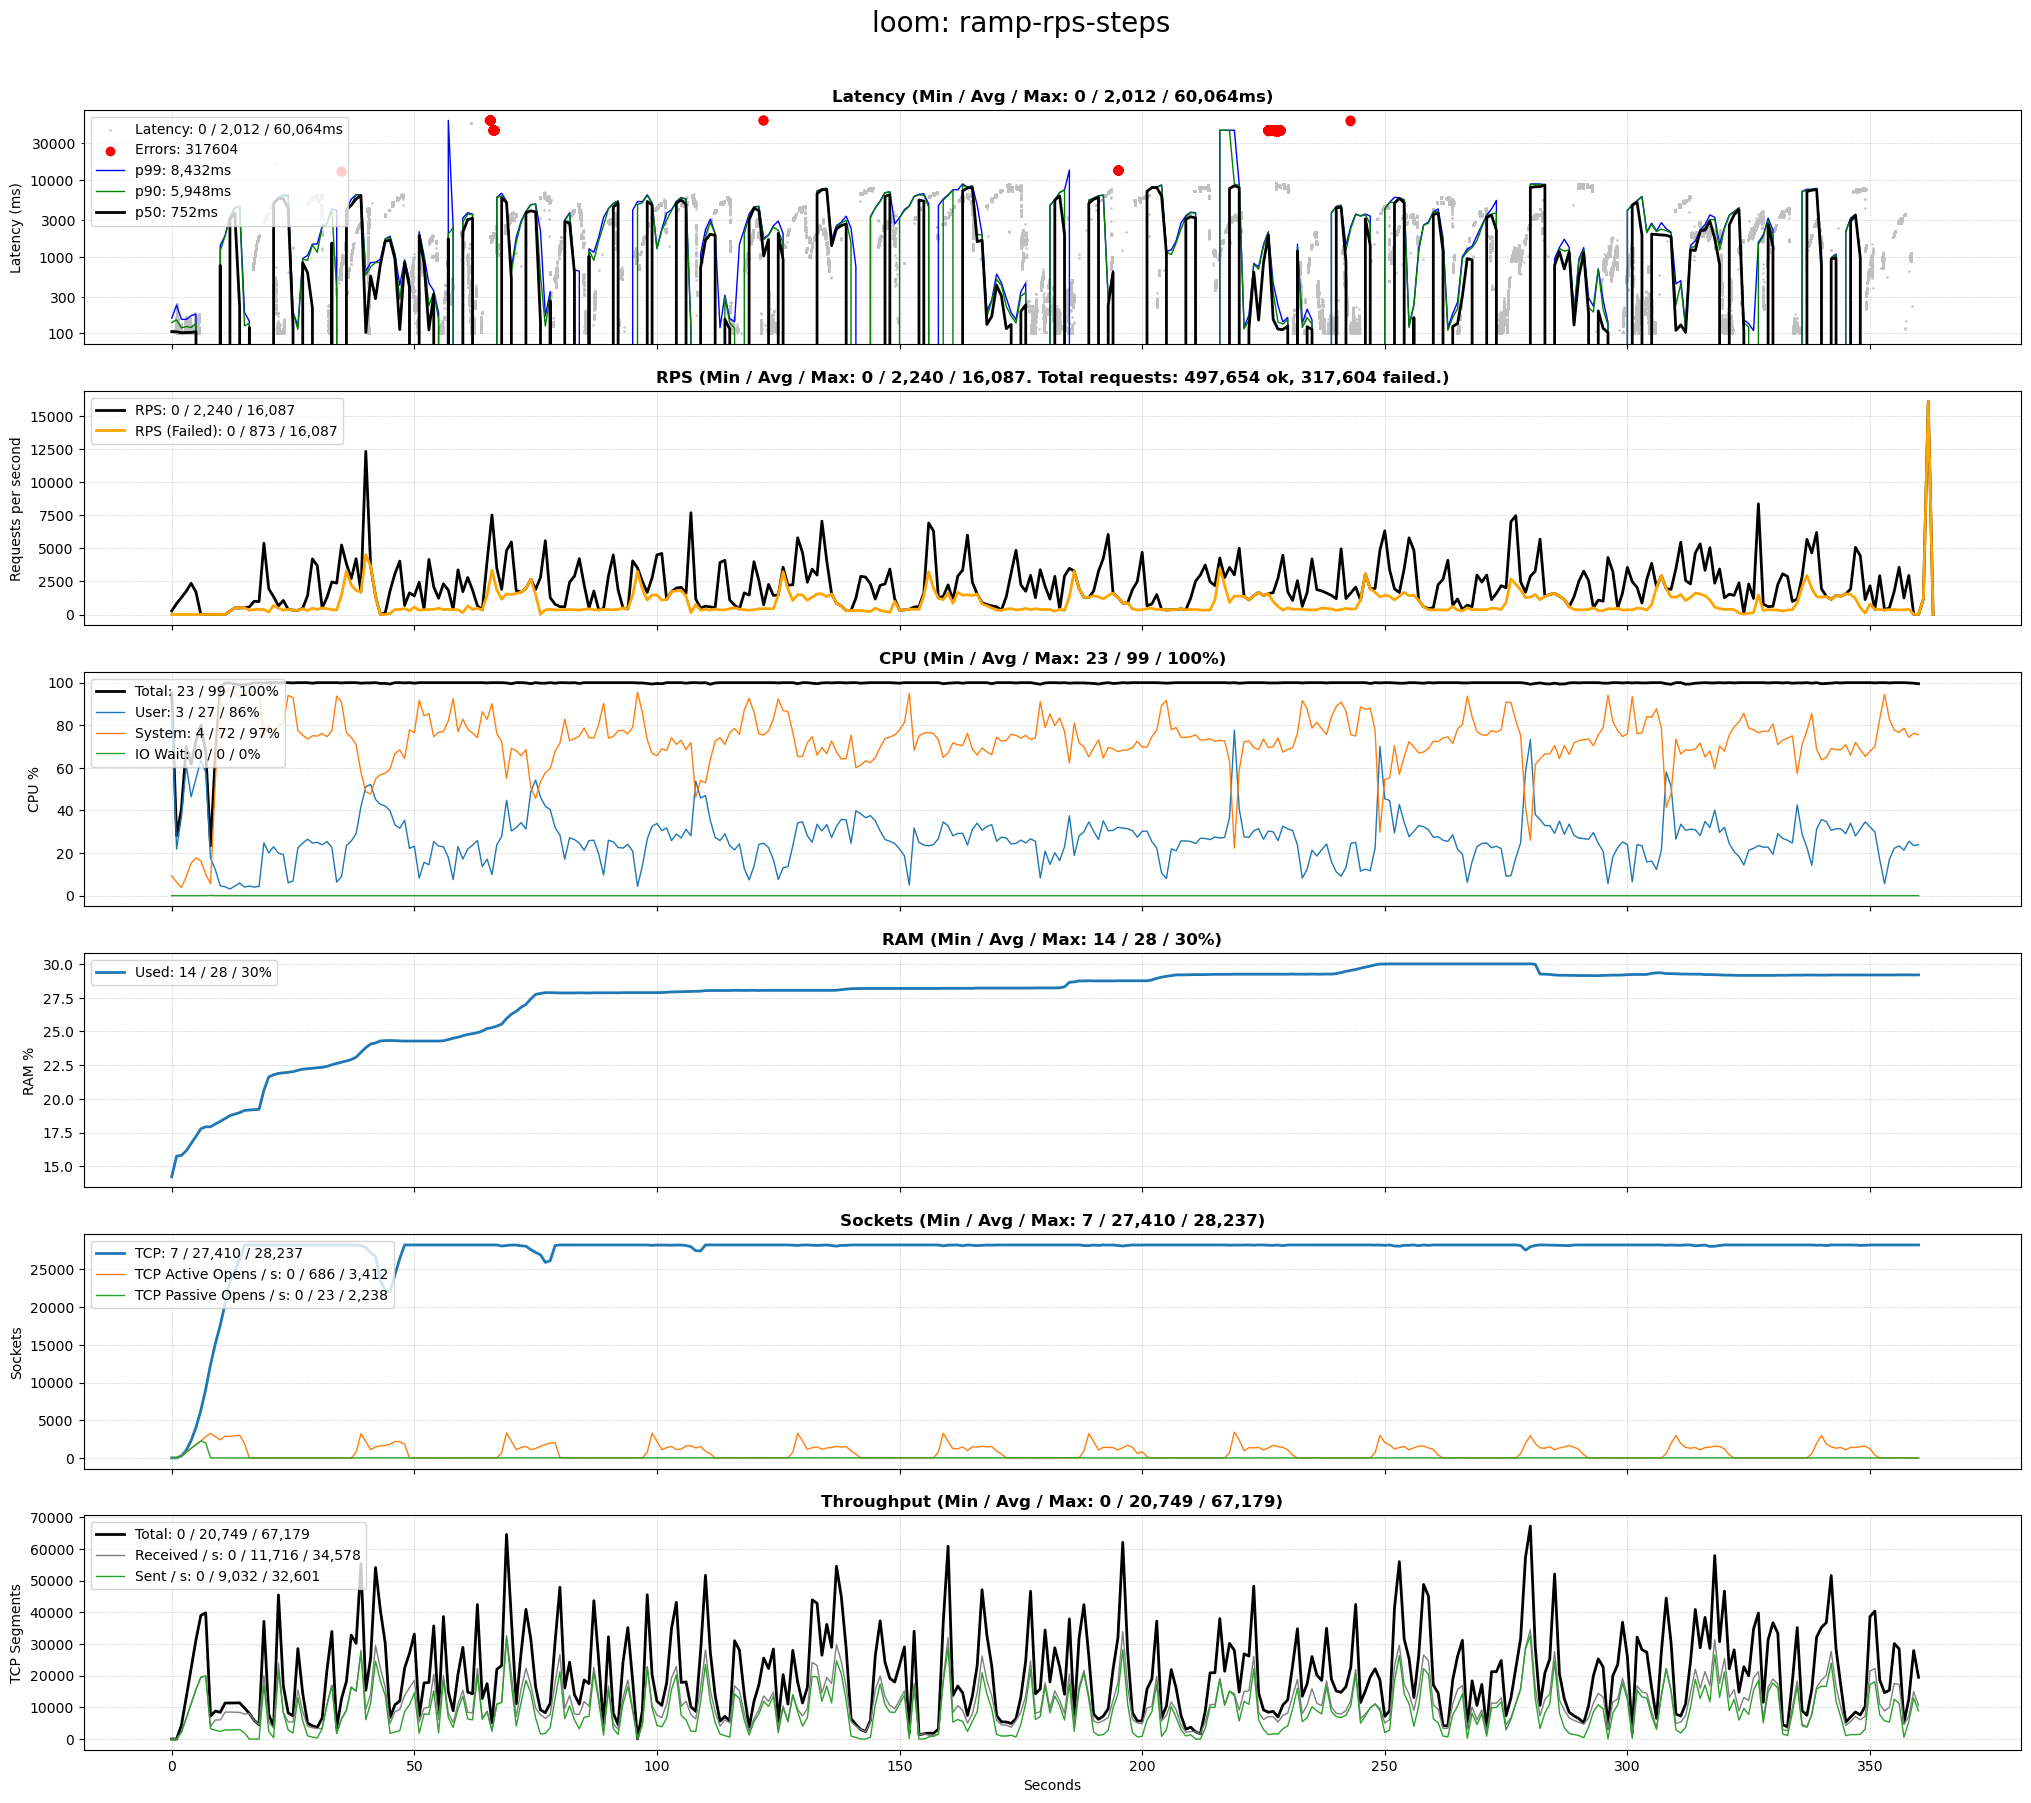 loom: ramp-rps-steps
Latency (Min / Avg / Max: 0 / 2,012 / 60,064ms)
Latency (ms)
30000
10000
3000
1000
300
100
Latency: 0 / 2,012 / 60,064ms
Errors: 317604
p99: 8,432ms
p90: 5,948ms
p50: 752ms
RPS (Min / Avg / Max: 0 / 2,240 / 16,087. Total requests: 497,654 ok, 317,604 failed.)
Requests per second
15000
12500
10000
7500
5000
2500
0
RPS: 0 / 2,240 / 16,087
RPS (Failed): 0 / 873 / 16,087
CPU (Min / Avg / Max: 23 / 99 / 100%)
CPU %
100
80
60
40
20
0
Total: 23 / 99 / 100%
User: 3 / 27 / 86%
System: 4 / 72 / 97%
IO Wait: 0 / 0 / 0%
RAM (Min / Avg / Max: 14 / 28 / 30%)
RAM %
30.0
27.5
25.0
22.5
20.0
17.5
15.0
Used: 14 / 28 / 30%
Sockets (Min / Avg / Max: 7 / 27,410 / 28,237)
Sockets
25000
20000
15000
10000
5000
0
TCP: 7 / 27,410 / 28,237
TCP Active Opens / s: 0 / 686 / 3,412
TCP Passive Opens / s: 0 / 23 / 2,238
Throughput (Min / Avg / Max: 0 / 20,749 / 67,179)
TCP Segments
70000
60000
50000
40000
30000
20000
10000
0
Total: 0 / 20,749 / 67,179
Received / s: 0 / 11,716 / 34,578
Sent / s: 0 / 9,032 / 32,601
0 50 100 150 200 250 300 350
Seconds